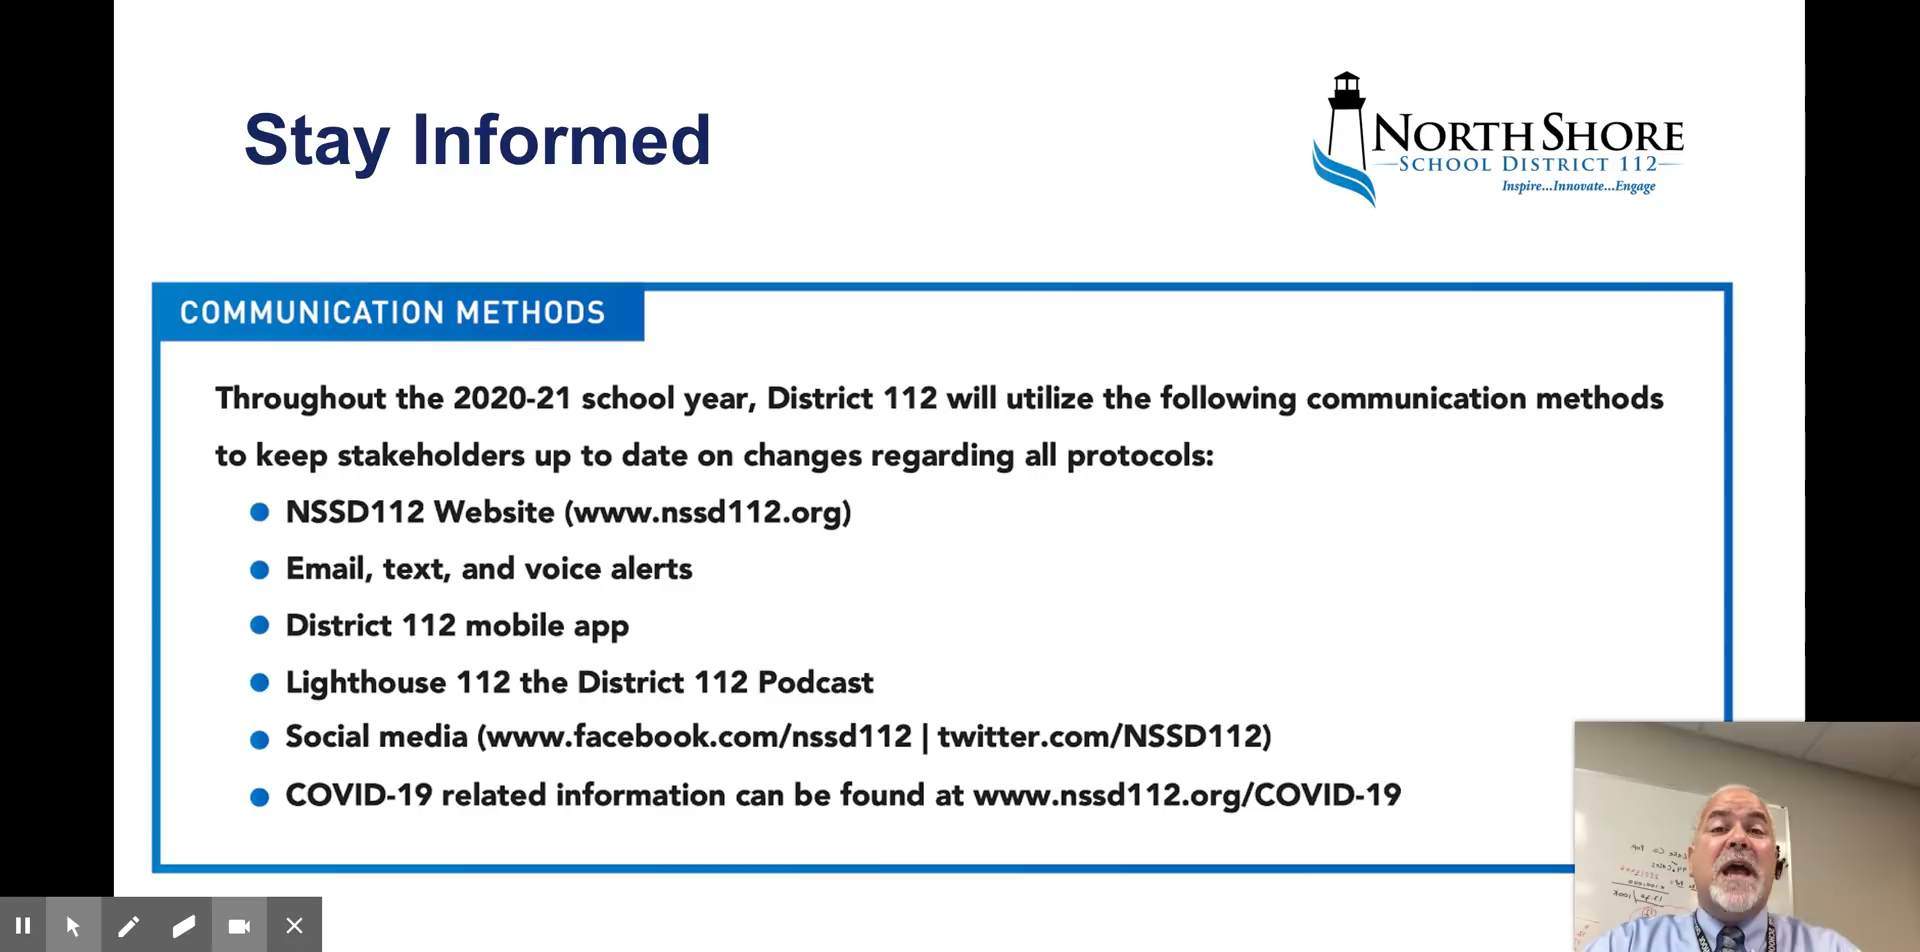 Stay Informed
NORTH SHORE
SCHOOL DISTRICT 112
Inspire...Innovate...Engage
COMMUNICATION METHODS
Throughout the 2020-21 school year, District 112 will utilize the following communication methods
to keep stakeholders up to date on changes regarding all protocols:
NSSD112 Website (www.nssd112.org)
Email, text, and voice alerts
District 112 mobile app
Lighthouse 112 the District 112 Podcast
Social media (www.facebook.com/nssd112 | twitter.com/NSSD112)
COVID-19 related information can be found at www.nssd112.org/COVID-19